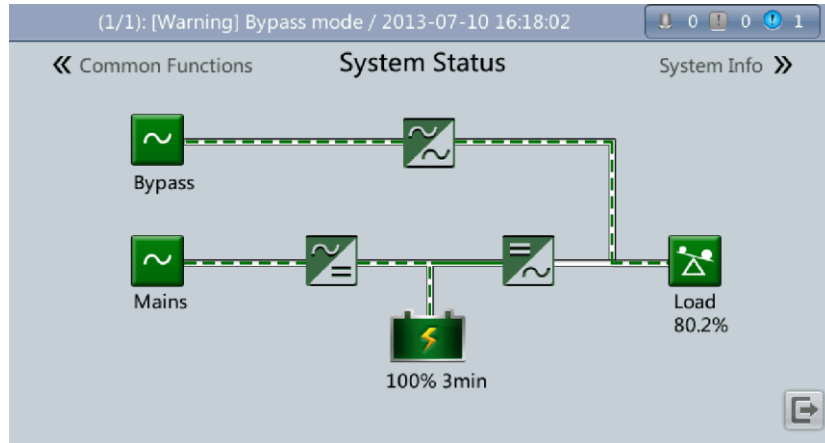 (1/1): [Warning] Bypass mode / 2013-07-10 16:18:02 0 0 1
Common Functions System Status System Info
Bypass
Mains
Load
80.2%
100% 3min